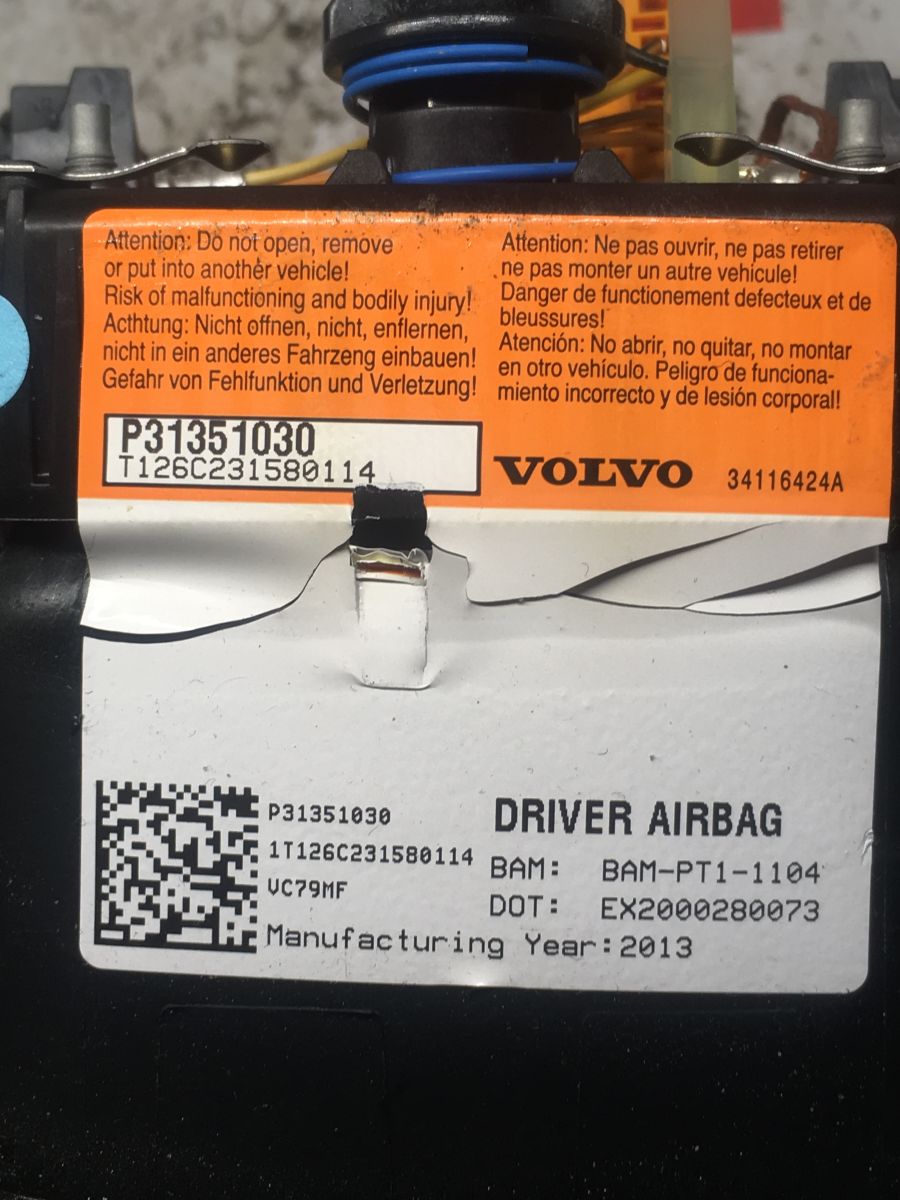 Attention: Do not open, remove
or put into another vehicle!
Risk of malfunctioning and bodily injury!
Acthtung: Nicht offnen, nicht, enflernen,
nicht in ein anderes Fahrzeng einbauen!
Gefahr von Fehlfunktion und Verletzung!
Attention: Ne pas ouvrir, ne pas retirer
ne pas monter un autre vehicule!
Danger de functionement defecteux et de
bleussures!
Atención: No abrir, no quitar, no montar
en otro vehículo. Peligro de funciona-
miento incorrecto y de lesión corporal!
P31351030
T126C231580114
VOLVO 34116424A
P31351030
1T126C231580114
VC79MF
DRIVER AIRBAG
BAM: BAM-PT1-1104
DOT: EX2000280073
Manufacturing Year:2013